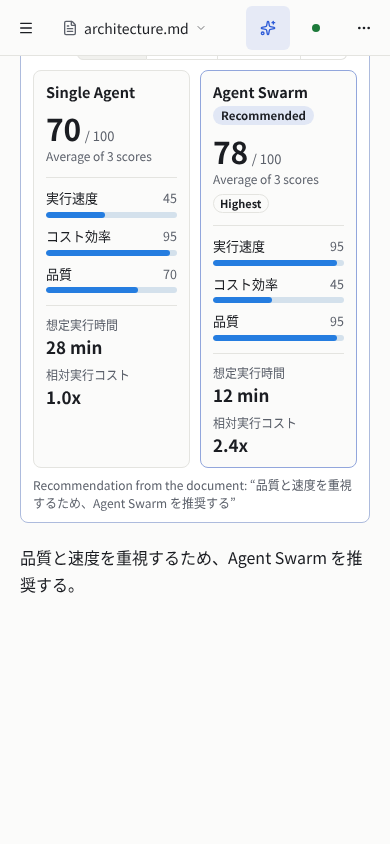 architecture.md
Single Agent
70 / 100
Average of 3 scores
実行速度 45
コスト効率 95
品質 70
想定実行時間
28 min
相対実行コスト
1.0x
Agent Swarm
Recommended
78 / 100
Average of 3 scores
Highest
実行速度 95
コスト効率 45
品質 95
想定実行時間
12 min
相対実行コスト
2.4x
Recommendation from the document: “品質と速度を重視
するため、Agent Swarm を推奨する”
品質と速度を重視するため、Agent Swarm を推
奨する。